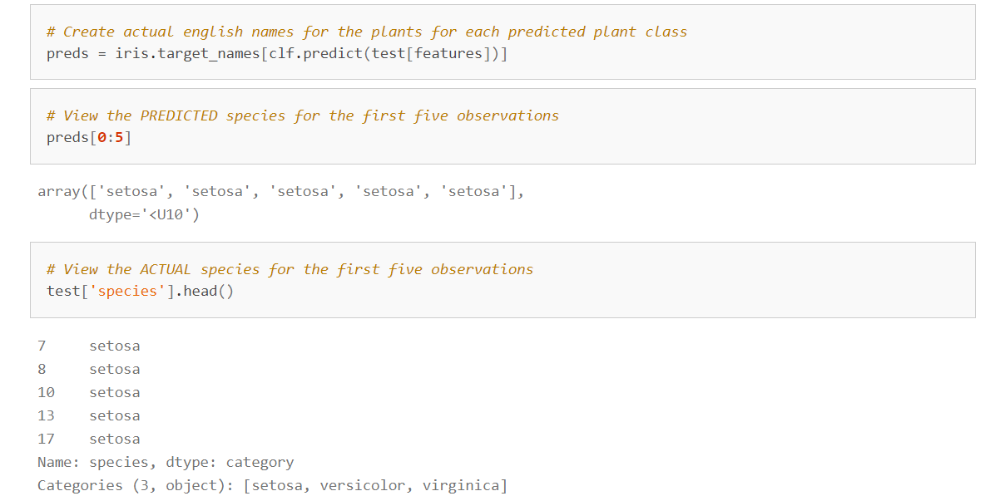 # Create actual english names for the plants for each predicted plant class
preds = iris.target_names[clf.predict(test[features])]
# View the PREDICTED species for the first five observations
preds[0:5]
array(['setosa', 'setosa', 'setosa', 'setosa', 'setosa'],
      dtype='<U10')
# View the ACTUAL species for the first five observations
test['species'].head()
7     setosa
8     setosa
10    setosa
13    setosa
17    setosa
Name: species, dtype: category
Categories (3, object): [setosa, versicolor, virginica]